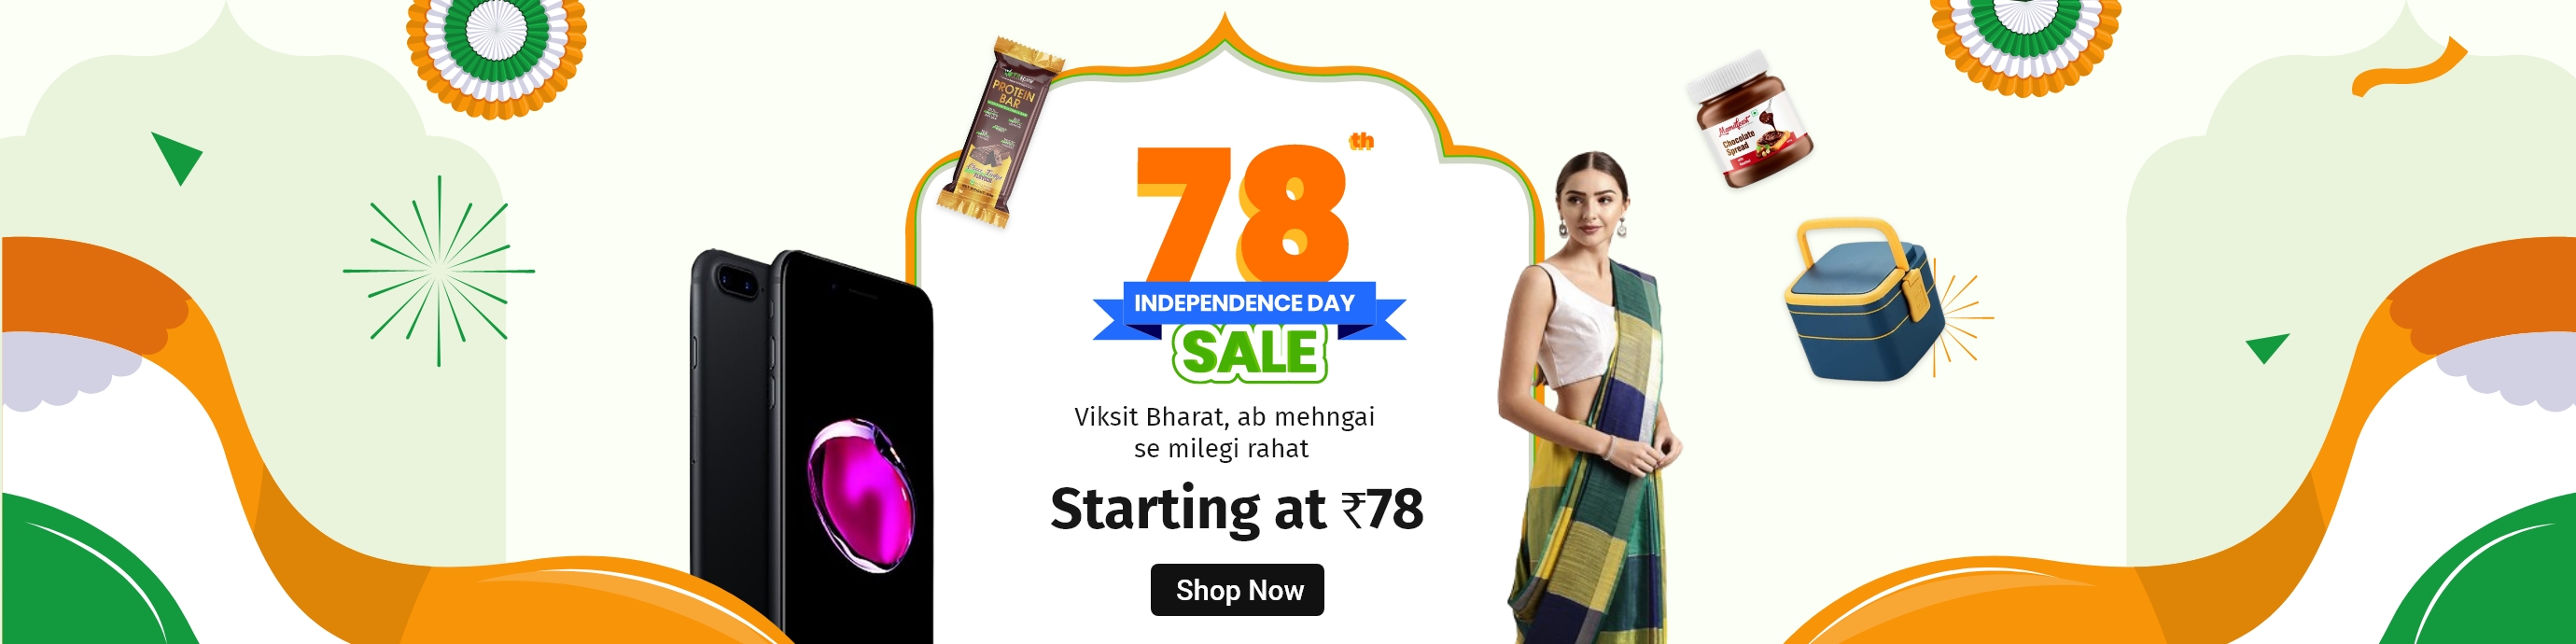 78th
INDEPENDENCE DAY
SALE
Viksit Bharat, ab mehngai
se milegi rahat
Starting at ₹78
Shop Now
PROTEIN
BAR
FLAVOUR
Chocolate
Spread